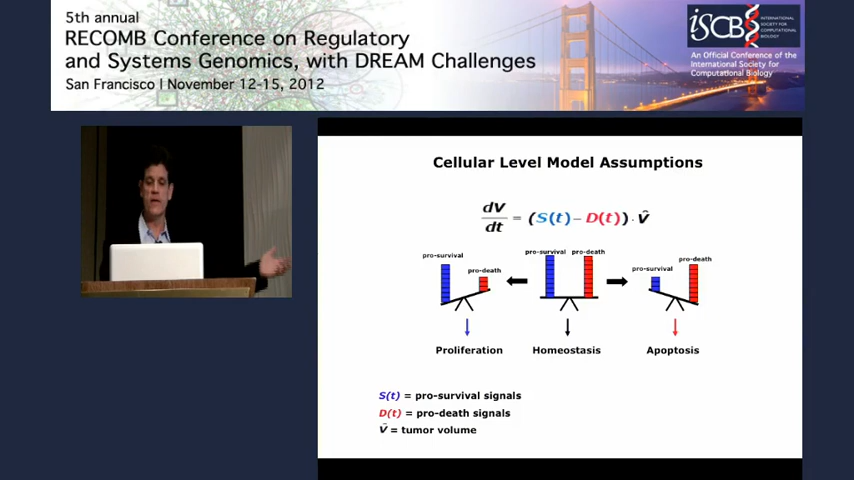 5th annual
RECOMB Conference on Regulatory
and Systems Genomics, with DREAM Challenges
San Francisco | November 12-15, 2012
iSCB
INTERNATIONAL
SOCIETY FOR
COMPUTATIONAL
BIOLOGY
An Official Conference of the
International Society for
Computational Biology
Cellular Level Model Assumptions
dV/dt = (S(t) – D(t)) · V̂
pro-survival pro-death
pro-survival pro-death
pro-survival pro-death
Proliferation Homeostasis Apoptosis
S(t) = pro-survival signals
D(t) = pro-death signals
V̂ = tumor volume